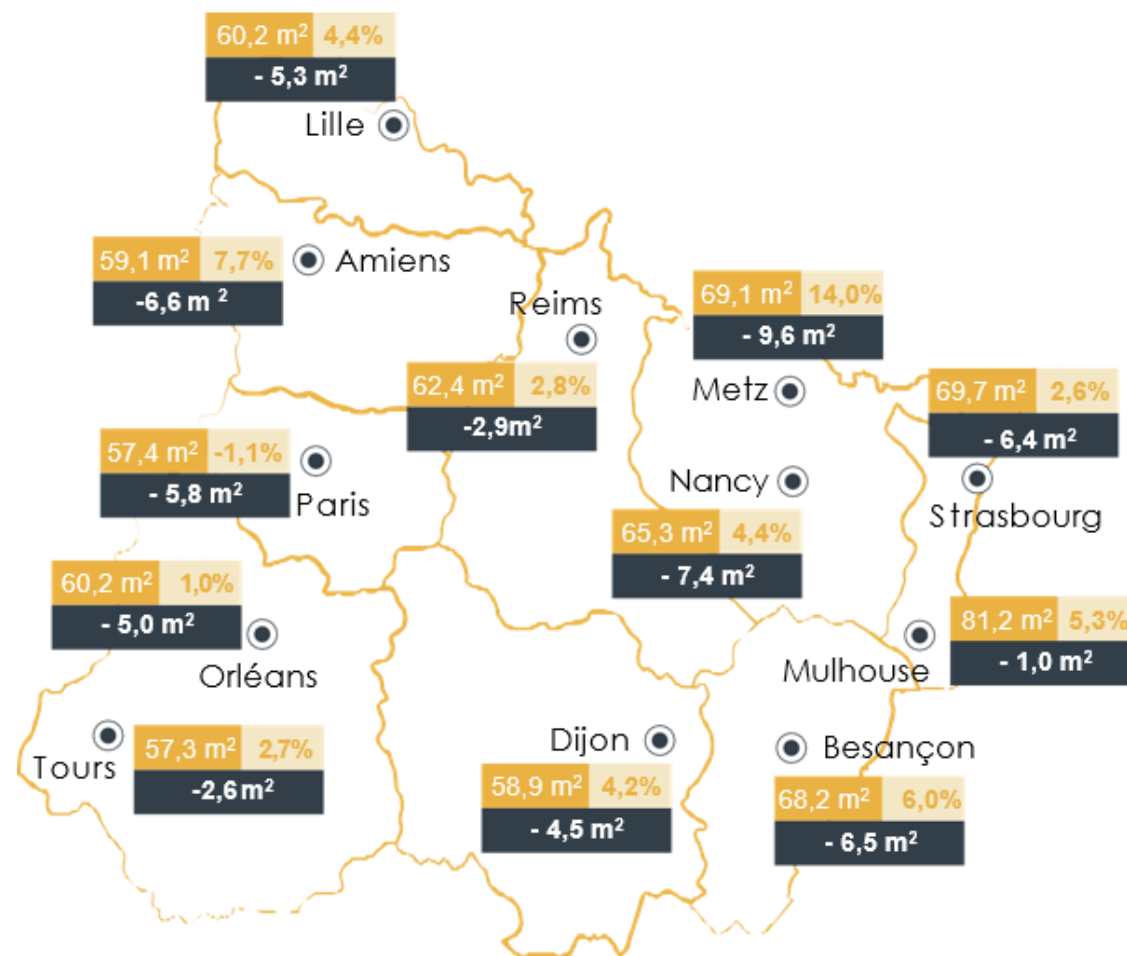 60,2 m² 4,4%
- 5,3 m²
Lille
59,1 m² 7,7%
-6,6 m ²
Amiens
Reims
62,4 m² 2,8%
-2,9m²
69,1 m² 14,0%
- 9,6 m²
Metz
69,7 m² 2,6%
- 6,4 m²
Strasbourg
57,4 m² -1,1%
- 5,8 m²
Paris
Nancy
65,3 m² 4,4%
- 7,4 m²
60,2 m² 1,0%
- 5,0 m²
Orléans
81,2 m² 5,3%
- 1,0 m²
Mulhouse
Tours
57,3 m² 2,7%
-2,6 m²
Dijon
58,9 m² 4,2%
- 4,5 m²
Besançon
68,2 m² 6,0%
- 6,5 m²